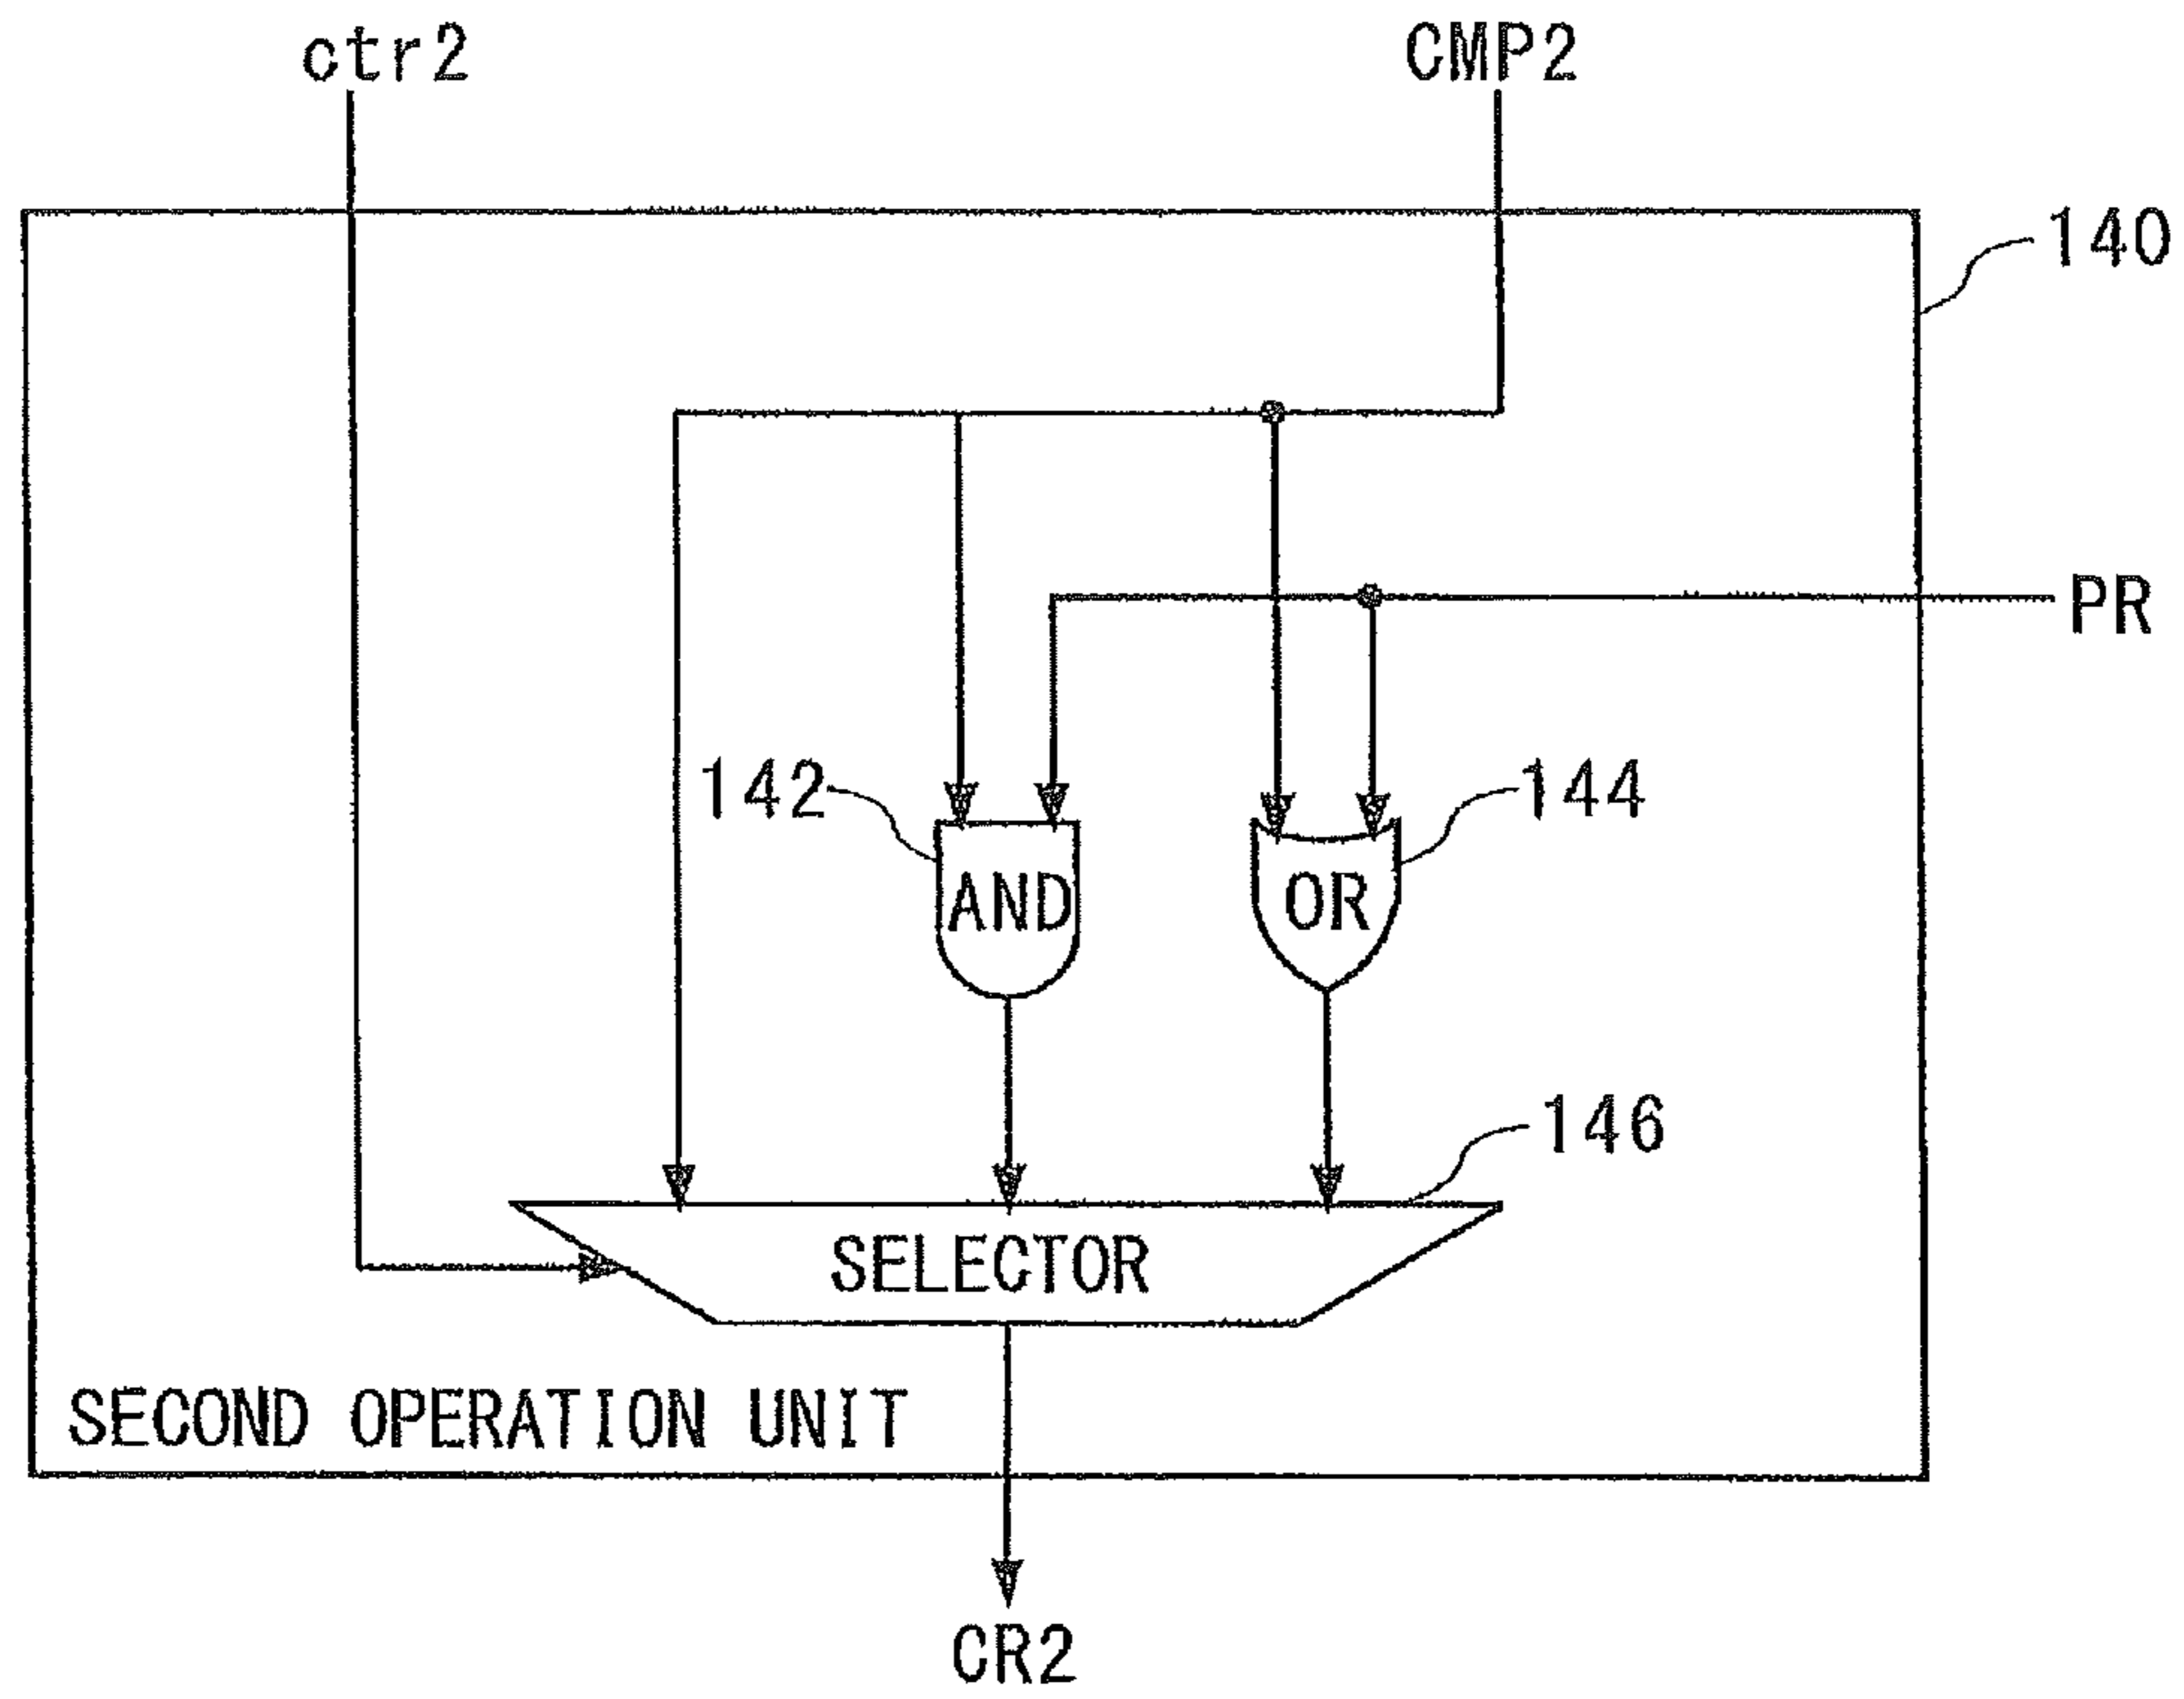 ctr2
CMP2
140
PR
142
144
AND
OR
146
SELECTOR
SECOND OPERATION UNIT
CR2